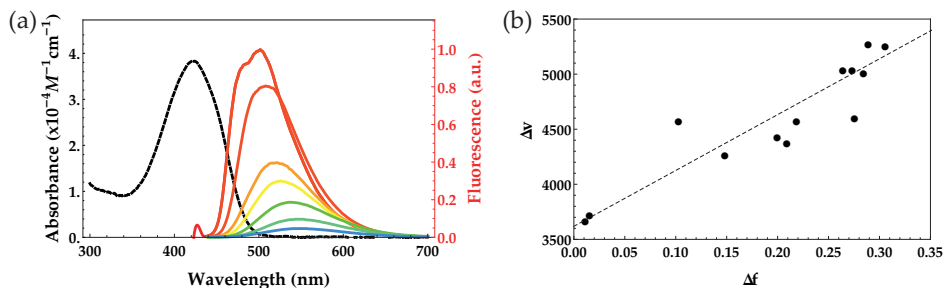 (a)
Absorbance (x10⁻⁴M⁻¹cm⁻¹)
4.
3.
2.
1.
0.
300 400 500 600 700
Wavelength (nm)
1.0
0.8
0.6
0.4
0.2
0.0
Fluorescence (a.u.)
(b)
Δv
5500
5000
4500
4000
3500
0.00 0.05 0.10 0.15 0.20 0.25 0.30 0.35
Δf